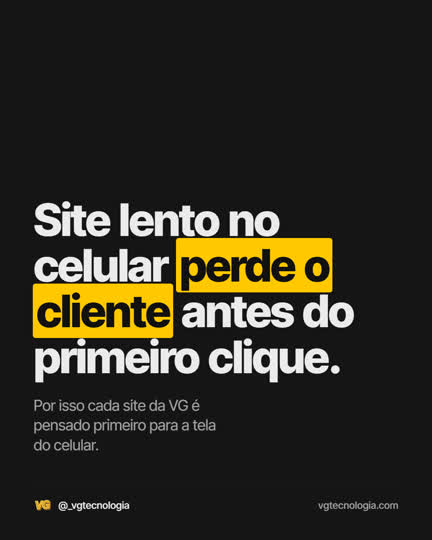 Site lento no
celular perde o
cliente antes do
primeiro clique.
Por isso cada site da VG é
pensado primeiro para a tela
do celular.
VG @_vgtecnologia
vgtecnologia.com